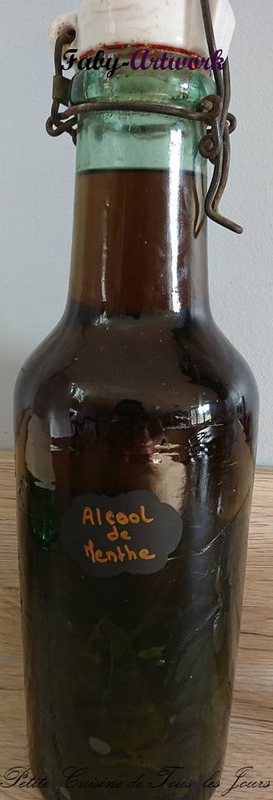 Faby-Artwork
Alcool
de
Menthe
Petite Cuisine de Tous les Jours